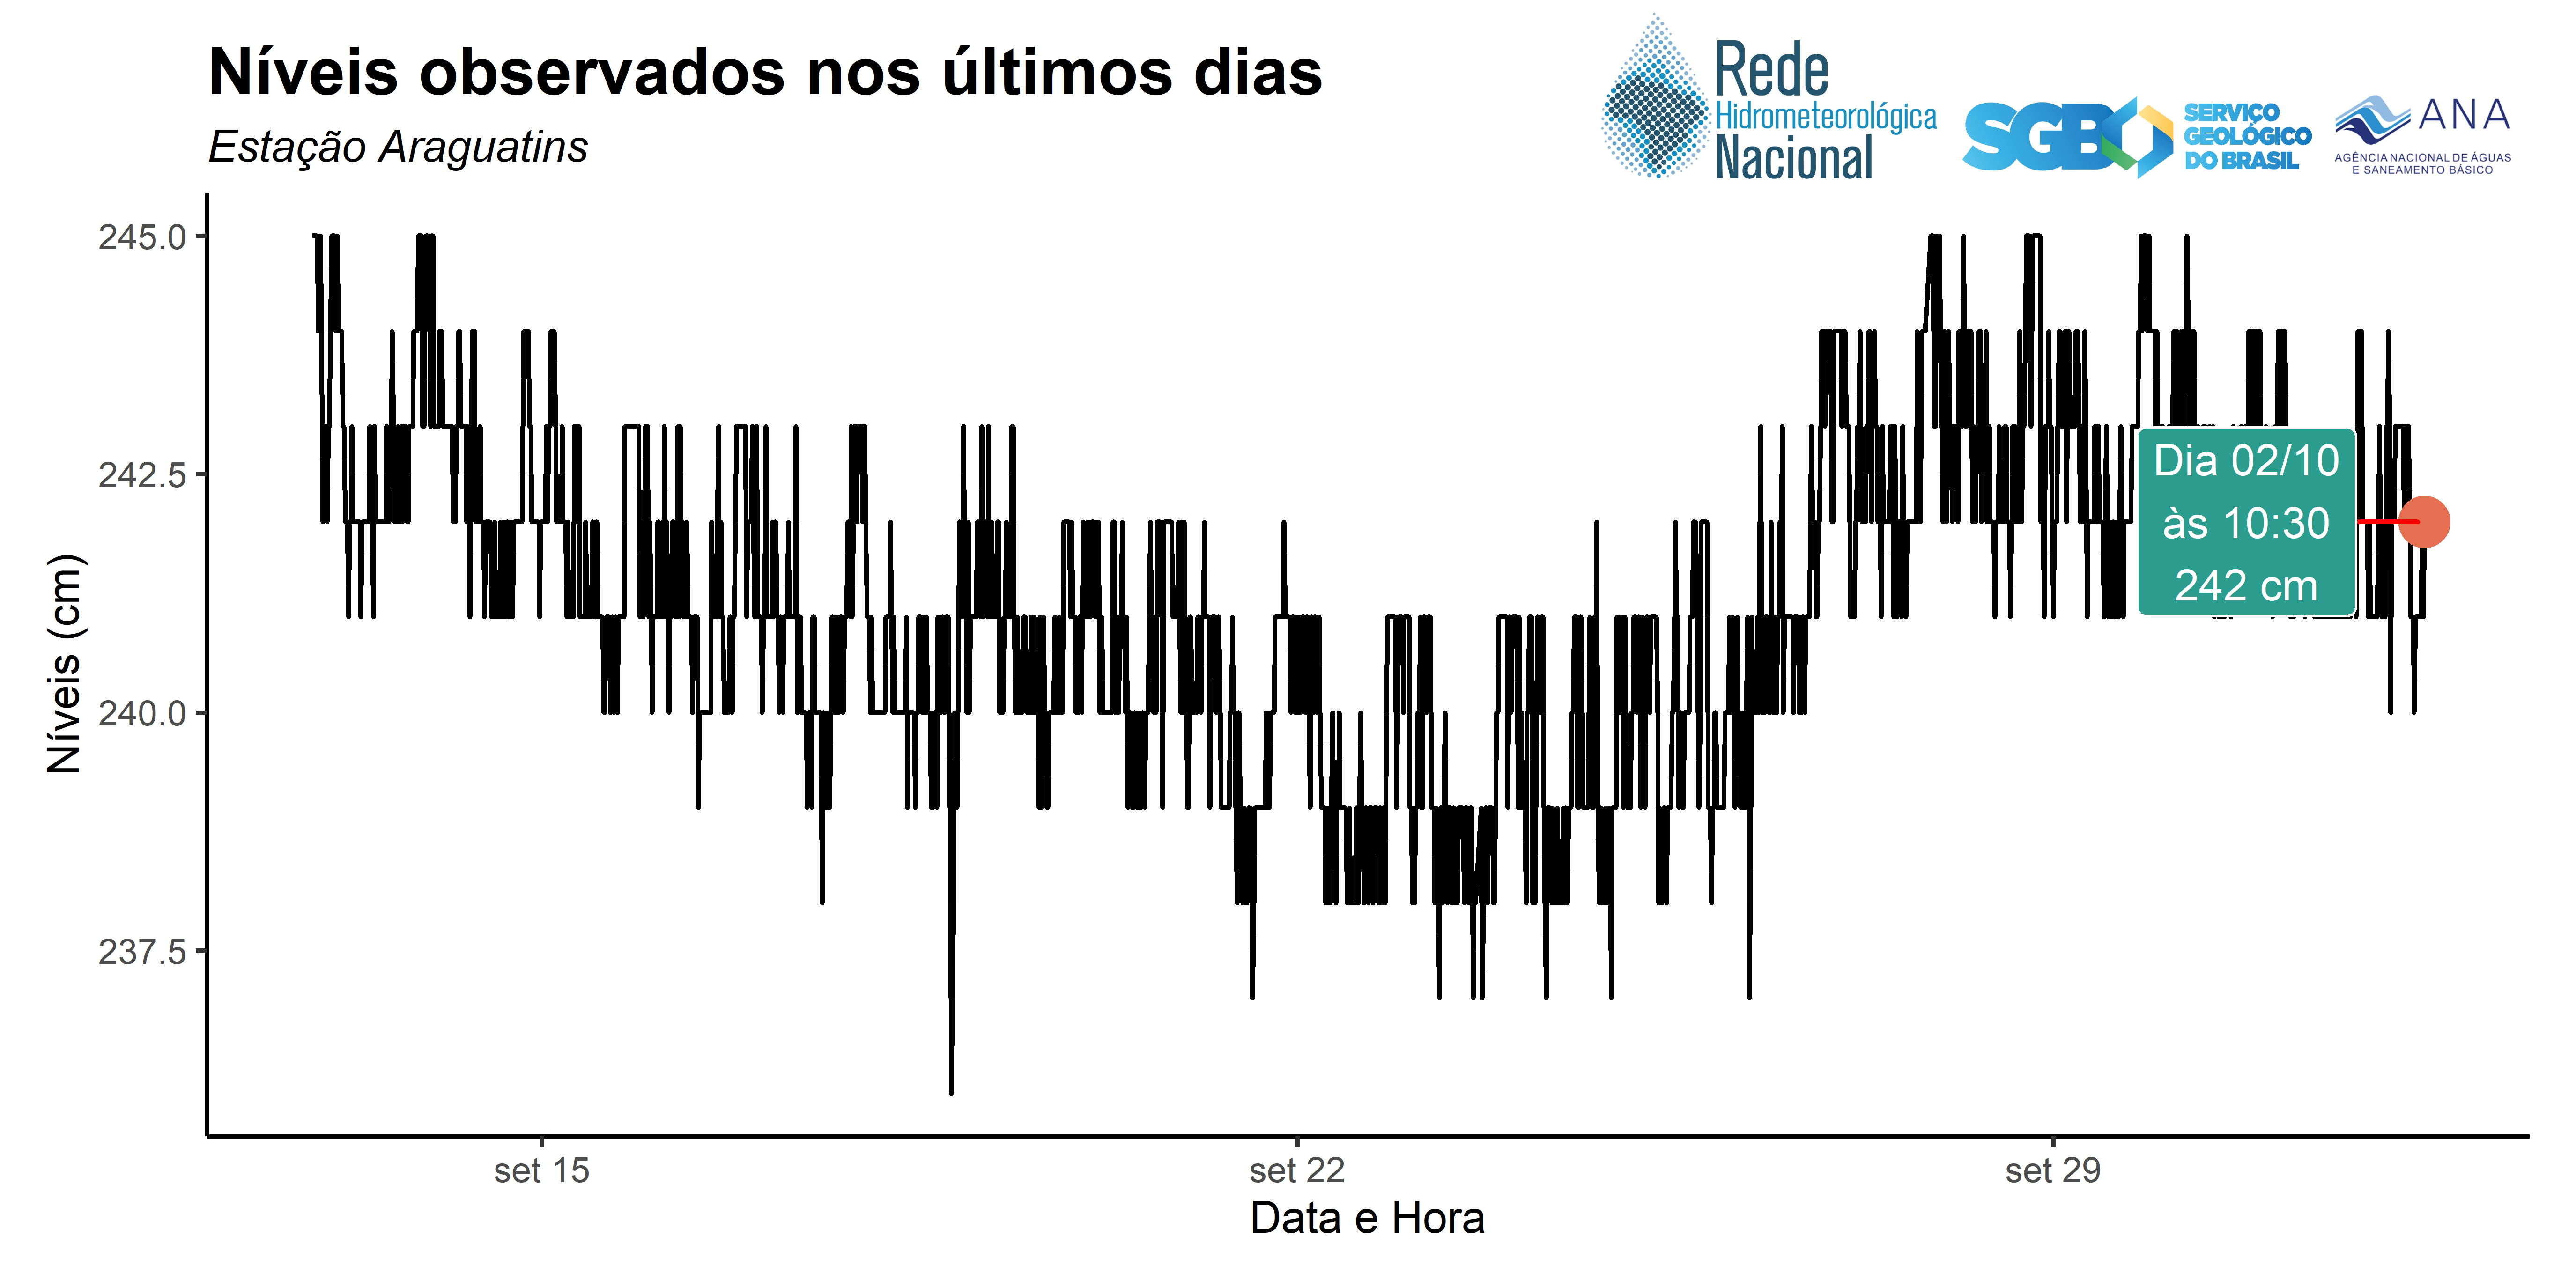 Níveis observados nos últimos dias
Estação Araguatins
Rede
Hidrometeorológica
Nacional
SGB
SERVIÇO
GEOLÓGICO
DO BRASIL
ANA
AGÊNCIA NACIONAL DE ÁGUAS
E SANEAMENTO BÁSICO
245.0
242.5
240.0
237.5
Níveis (cm)
Dia 02/10
às 10:30
242 cm
set 15
set 22
set 29
Data e Hora